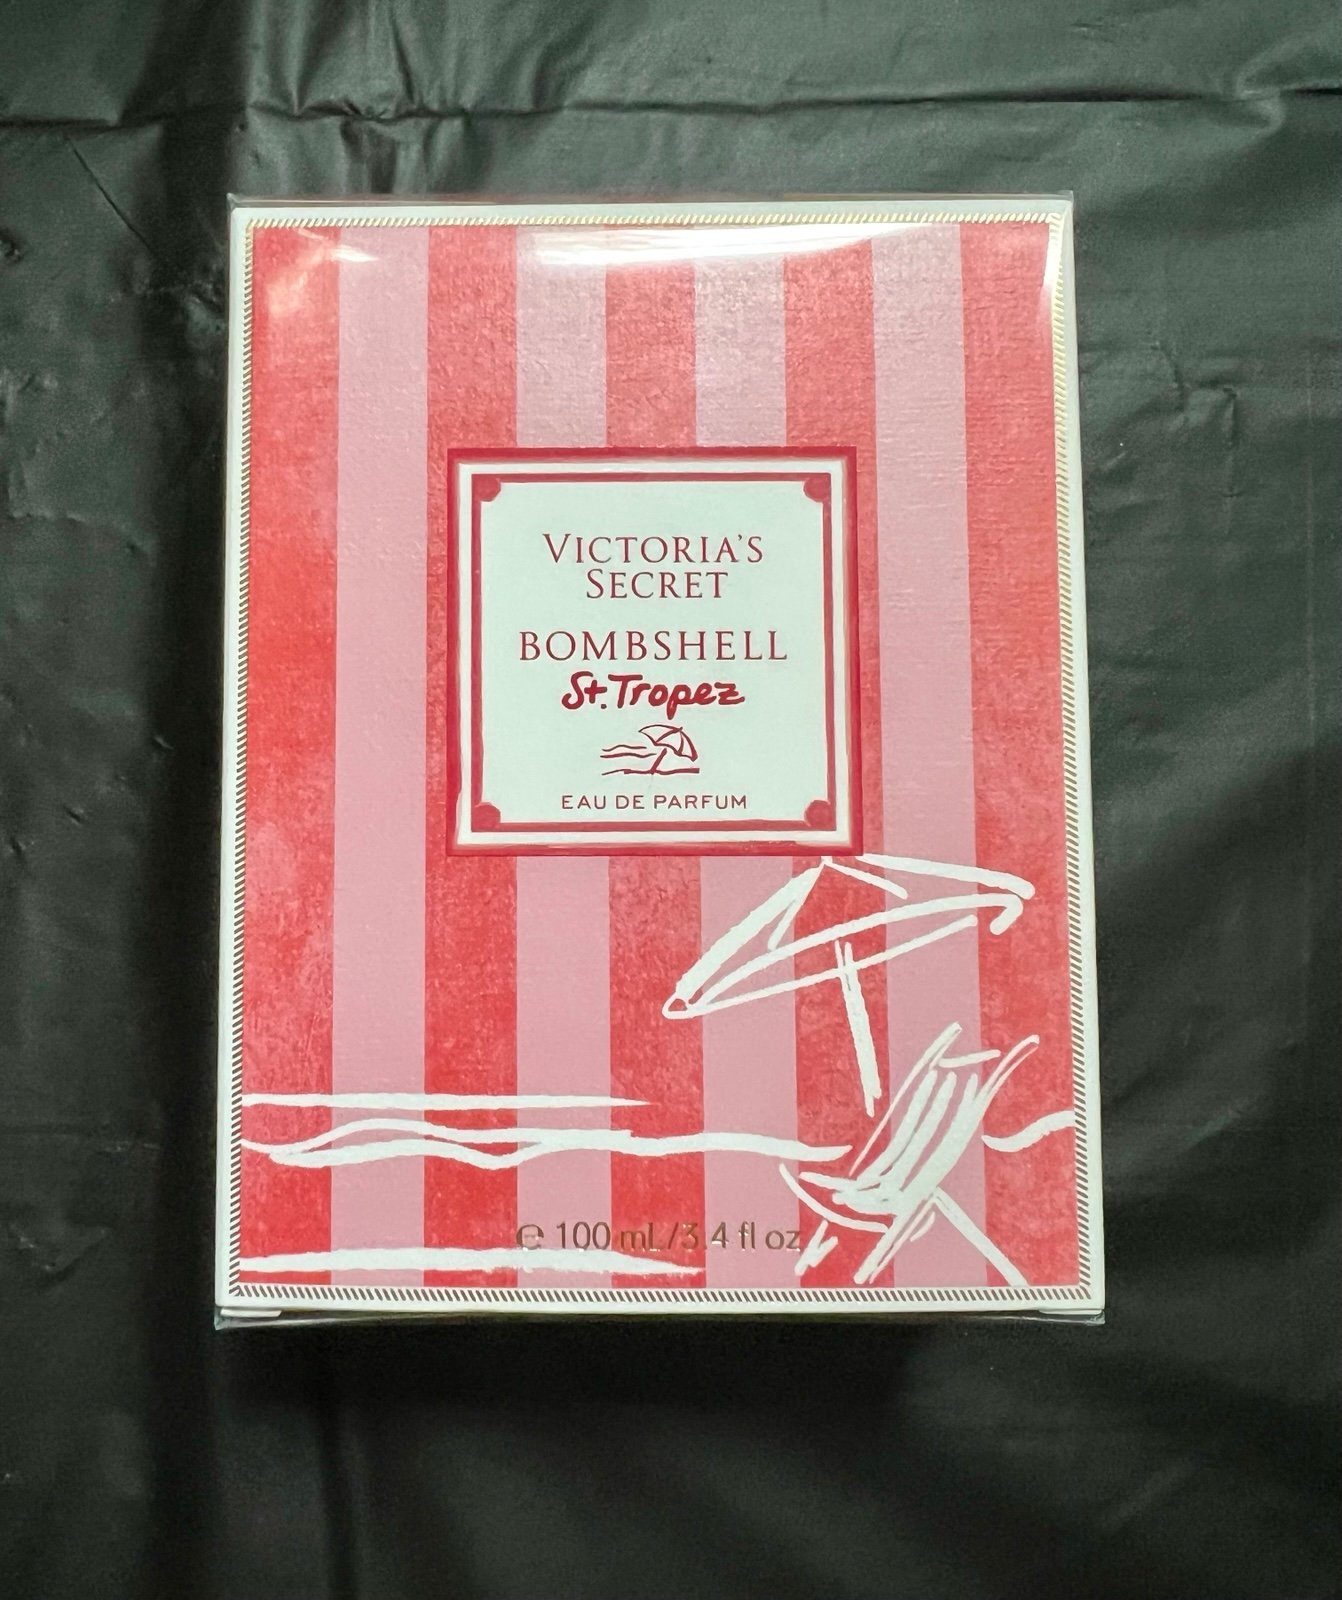 VICTORIA'S
SECRET
BOMBSHELL
St. Tropez
EAU DE PARFUM
℮ 100 mL/3.4 fl oz